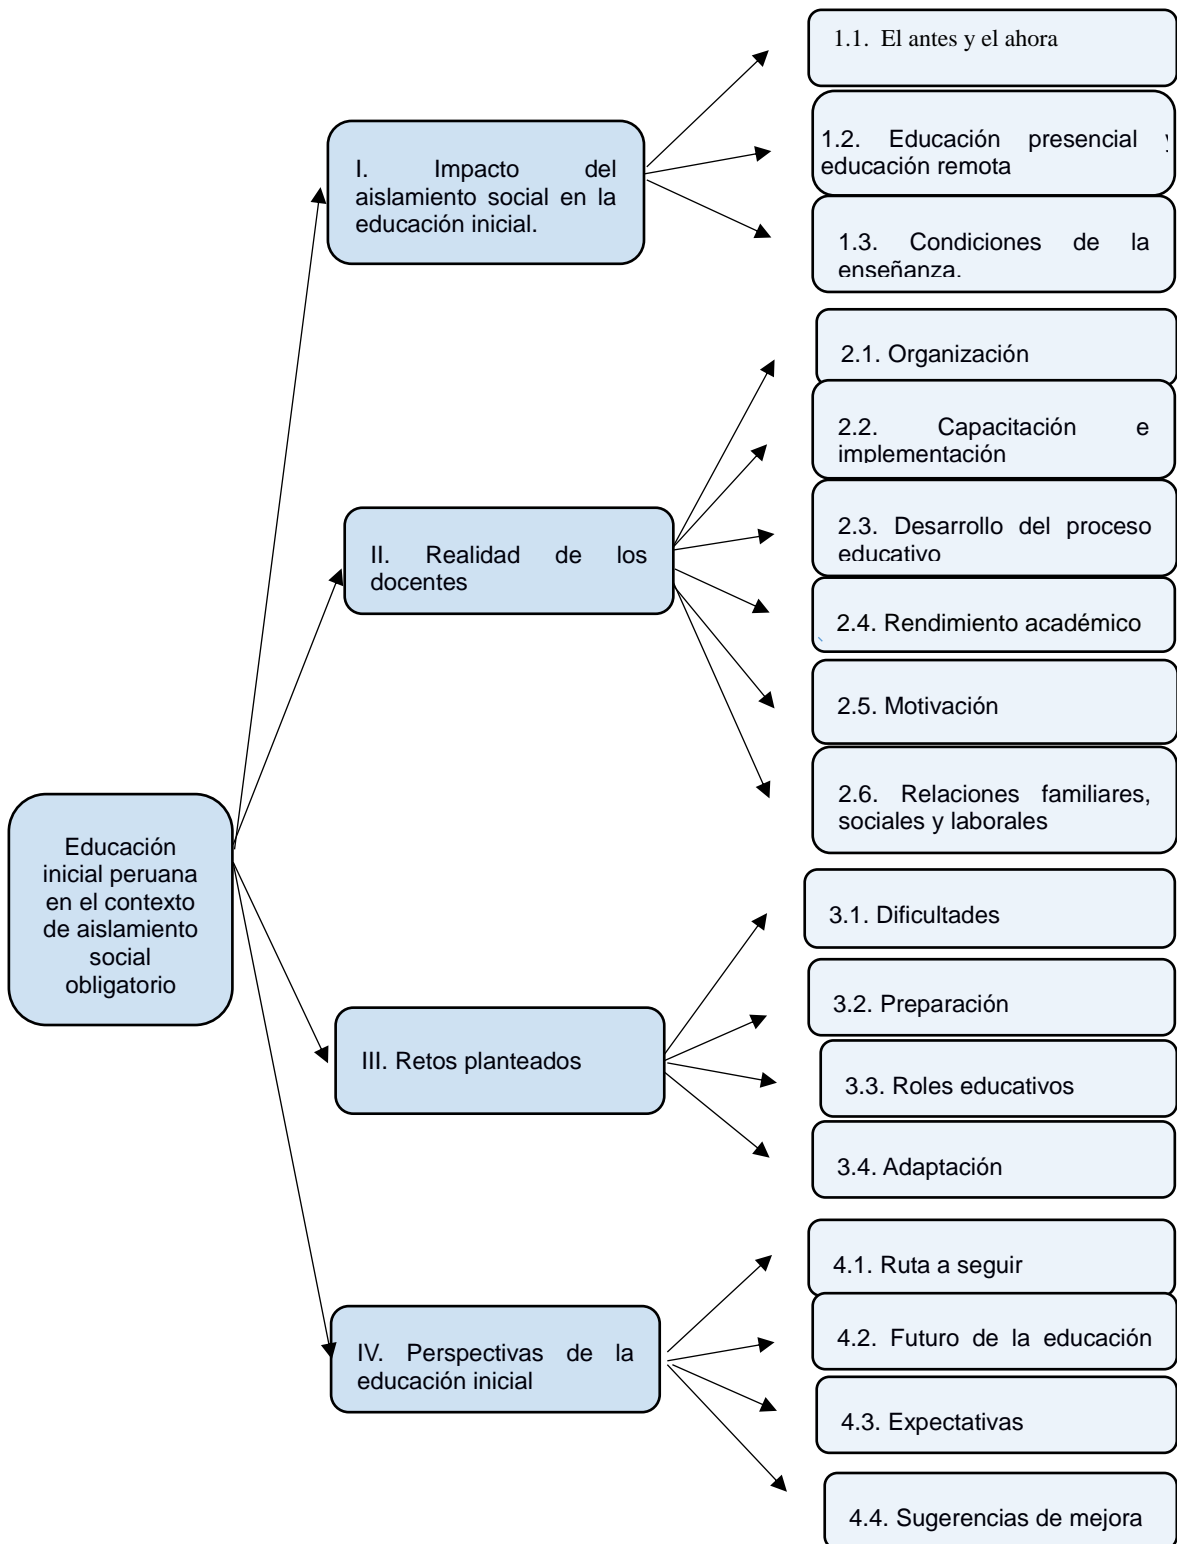 Educación
inicial peruana
en el contexto
de aislamiento
social
obligatorio
I. Impacto del
aislamiento social en la
educación inicial.
1.1. El antes y el ahora
1.2. Educación presencial y
educación remota
1.3. Condiciones de la
enseñanza.
II. Realidad de los
docentes
2.1. Organización
2.2. Capacitación e
implementación
2.3. Desarrollo del proceso
educativo
2.4. Rendimiento académico
2.5. Motivación
2.6. Relaciones familiares,
sociales y laborales
III. Retos planteados
3.1. Dificultades
3.2. Preparación
3.3. Roles educativos
3.4. Adaptación
IV. Perspectivas de la
educación inicial
4.1. Ruta a seguir
4.2. Futuro de la educación
4.3. Expectativas
4.4. Sugerencias de mejora